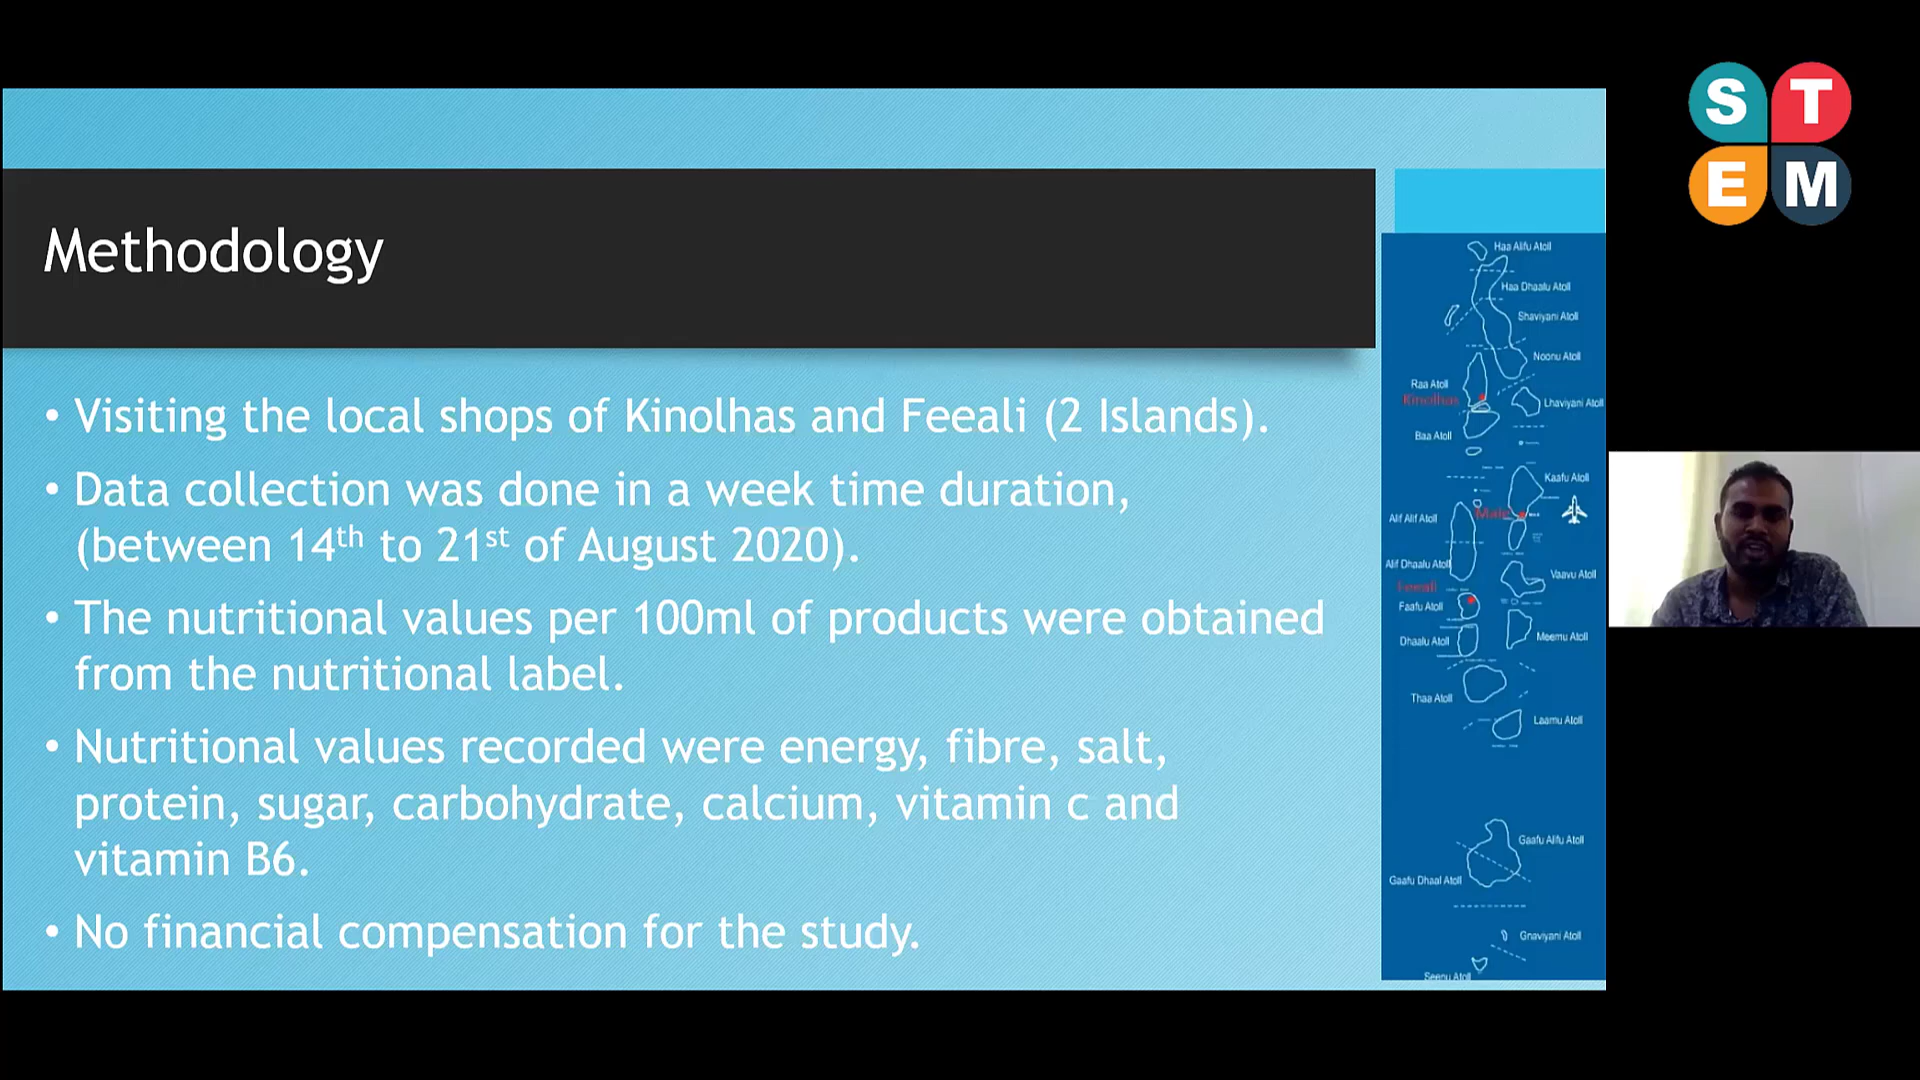 S T
E M
Methodology
• Visiting the local shops of Kinolhas and Feeali (2 Islands).
• Data collection was done in a week time duration,
(between 14th to 21st of August 2020).
• The nutritional values per 100ml of products were obtained
from the nutritional label.
• Nutritional values recorded were energy, fibre, salt,
protein, sugar, carbohydrate, calcium, vitamin c and
vitamin B6.
• No financial compensation for the study.
Haa Alifu Atoll
Haa Dhaalu Atoll
Shaviyani Atoll
Noonu Atoll
Raa Atoll
Kinolhas
Lhaviyani Atoll
Baa Atoll
Kaafu Atoll
Male
Alif Alif Atoll
Alif Dhaalu Atoll
Vaavu Atoll
Feeali
Faafu Atoll
Dhaalu Atoll
Meemu Atoll
Thaa Atoll
Laamu Atoll
Gaafu Alifu Atoll
Gaafu Dhaal Atoll
Gnaviyani Atoll
Seenu Atoll